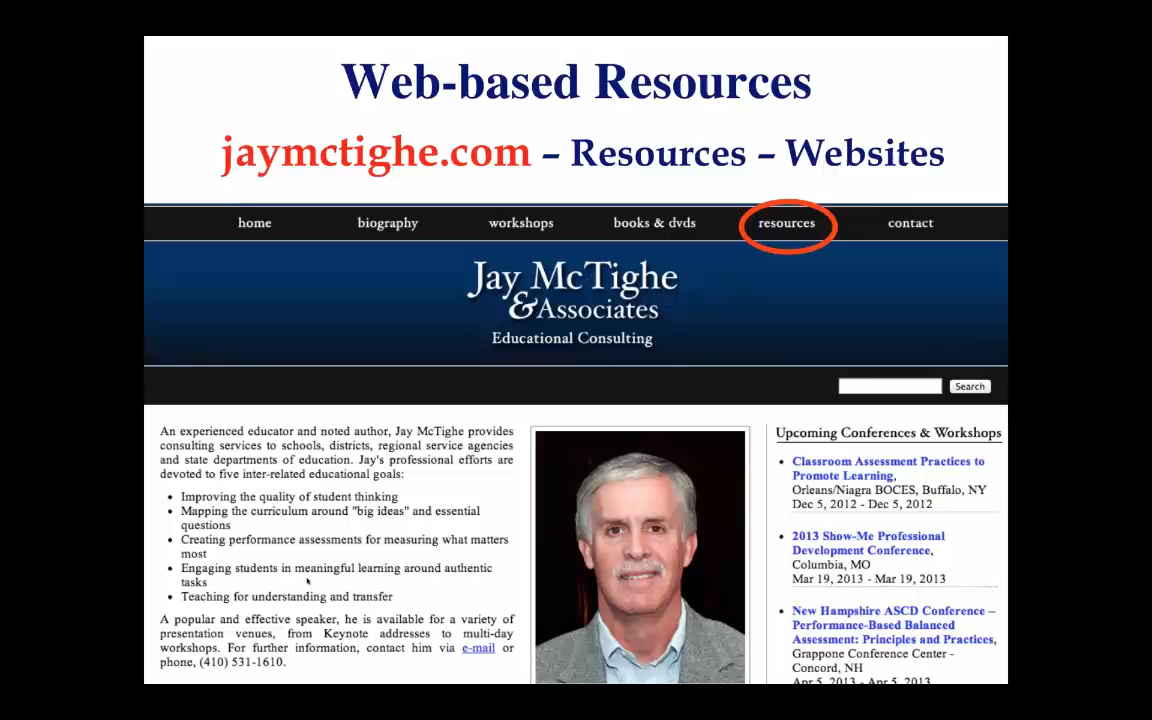 Web-based Resources
jaymctighe.com – Resources – Websites
home biography workshops books & dvds resources contact
Jay McTighe
& Associates
Educational Consulting
Search
An experienced educator and noted author, Jay McTighe provides
consulting services to schools, districts, regional service agencies
and state departments of education. Jay's professional efforts are
devoted to five inter-related educational goals:
• Improving the quality of student thinking
• Mapping the curriculum around "big ideas" and essential
questions
• Creating performance assessments for measuring what matters
most
• Engaging students in meaningful learning around authentic
tasks
• Teaching for understanding and transfer
A popular and effective speaker, he is available for a variety of
presentation venues, from Keynote addresses to multi-day
workshops. For further information, contact him via e-mail or
phone, (410) 531-1610.
Upcoming Conferences & Workshops
• Classroom Assessment Practices to
Promote Learning,
Orleans/Niagra BOCES, Buffalo, NY
Dec 5, 2012 - Dec 5, 2012
• 2013 Show-Me Professional
Development Conference,
Columbia, MO
Mar 19, 2013 - Mar 19, 2013
• New Hampshire ASCD Conference –
Performance-Based Balanced
Assessment: Principles and Practices,
Grappone Conference Center -
Concord, NH
Apr 5, 2013 - Apr 5, 2013